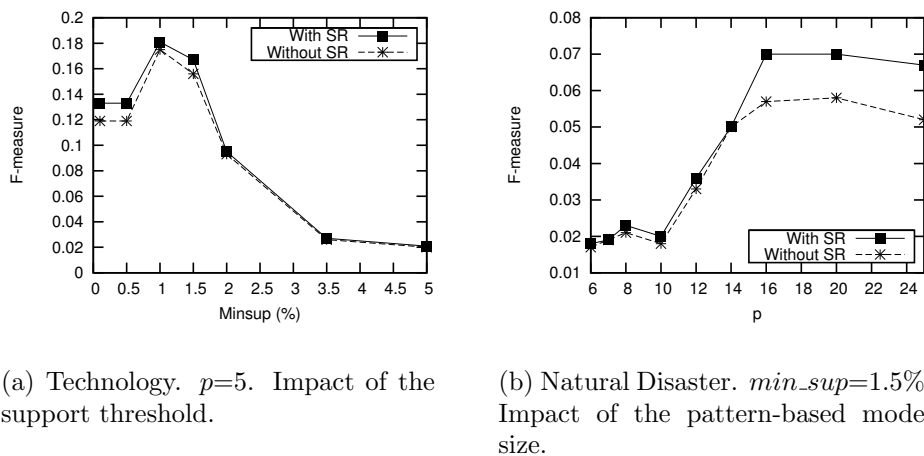 0.2
0.18
0.16
0.14
0.12
0.1
0.08
0.06
0.04
0.02
0
F-measure
With SR
Without SR
0 0.5 1 1.5 2 2.5 3 3.5 4 4.5 5
Minsup (%)
0.08
0.07
0.06
0.05
0.04
0.03
0.02
0.01
F-measure
With SR
Without SR
6 8 10 12 14 16 18 20 22 24
p
(a) Technology. p=5. Impact of the
support threshold.
(b) Natural Disaster. min_sup=1.5%
Impact of the pattern-based mode
size.